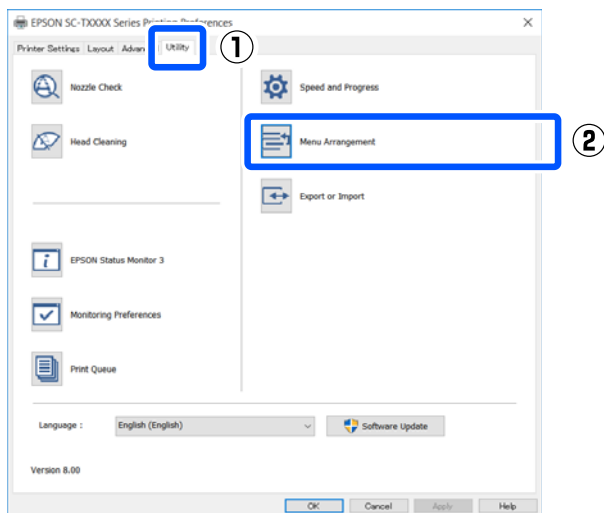 EPSON SC-TXXXX Series Printing Preferences
Printer Settings Layout Advan Utility
①
Nozzle Check
Speed and Progress
Head Cleaning
Menu Arrangement
②
Export or Import
EPSON Status Monitor 3
Monitoring Preferences
Print Queue
Language : English (English) Software Update
Version 8.00
OK Cancel Apply Help